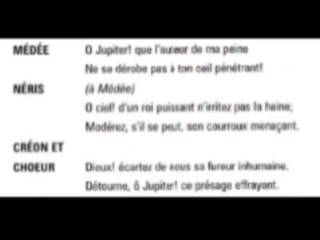 MÉDÉE O Jupiter! que l'auteur de ma peine
Ne se dérobe pas à ton oeil pénétrant!
NÉRIS (à Médée)
O ciel! d'un roi puissant n'irritez pas la haine;
Modérez, s'il se peut, son courroux menaçant.
CRÉON ET
CHOEUR Dieux! écartez de nous sa fureur inhumaine.
Détourne, ô Jupiter! ce présage effrayant.